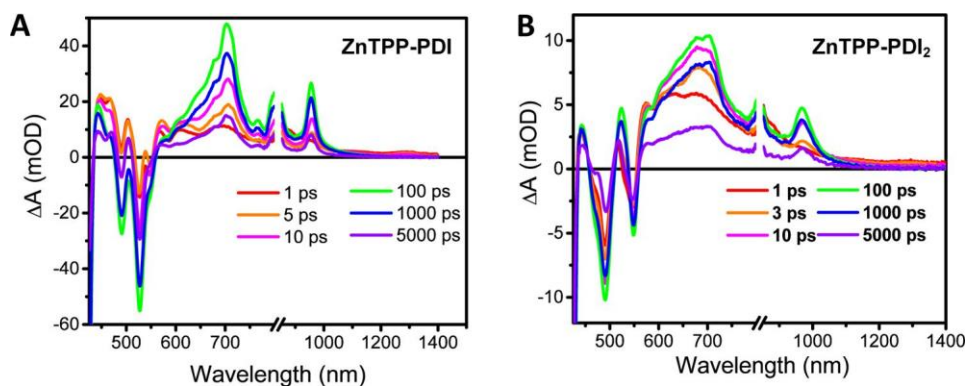 A
ZnTPP-PDI
ΔA (mOD)
40
20
0
-20
-40
-60
1 ps
5 ps
10 ps
100 ps
1000 ps
5000 ps
500 600 700 1000 1200 1400
Wavelength (nm)
B
ZnTPP-PDI₂
ΔA (mOD)
10
5
0
-5
-10
1 ps
3 ps
10 ps
100 ps
1000 ps
5000 ps
500 600 700 1000 1200 1400
Wavelength (nm)